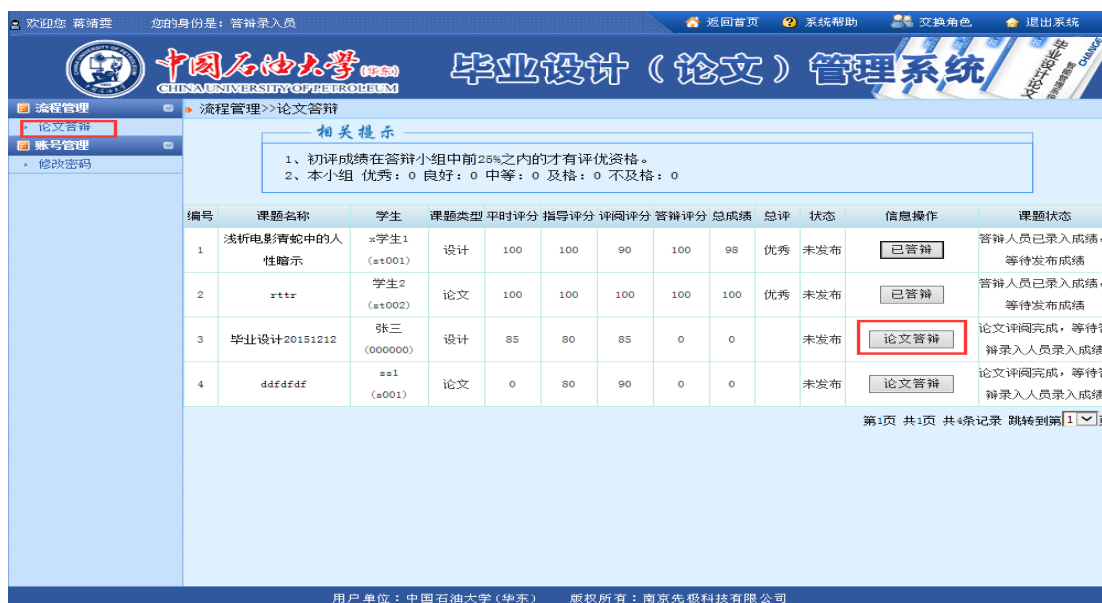 欢迎您 蒋靖雯 您的身份是：答辩录入员 返回首页 系统帮助 交换角色 退出系统
中国石油大学(华东) 毕业设计（论文）管理系统
CHINA UNIVERSITY OF PETROLEUM
流程管理
论文答辩
账号管理
修改密码
流程管理>>论文答辩
相关提示
1、初评成绩在答辩小组中前25%之内的才有评优资格。
2、本小组 优秀：0 良好：0 中等：0 及格：0 不及格：0
编号 课题名称 学生 课题类型 平时评分 指导评分 评阅评分 答辩评分 总成绩 总评 状态 信息操作 课题状态
1 浅析电影青蛇中的人性暗示 x学生1 (st001) 设计 100 100 90 100 98 优秀 未发布 已答辩 答辩人员已录入成绩，等待发布成绩
2 rttr 学生2 (st002) 论文 100 100 100 100 100 优秀 未发布 已答辩 答辩人员已录入成绩，等待发布成绩
3 毕业设计20151212 张三 (000000) 设计 85 80 85 0 0 未发布 论文答辩 论文评阅完成，等待答辩录入人员录入成绩
4 ddfdfdf ss1 (s001) 论文 0 80 90 0 0 未发布 论文答辩 论文评阅完成，等待答辩录入人员录入成绩
第1页 共1页 共4条记录 跳转到第 1
用户单位：中国石油大学(华东) 版权所有：南京先极科技有限公司